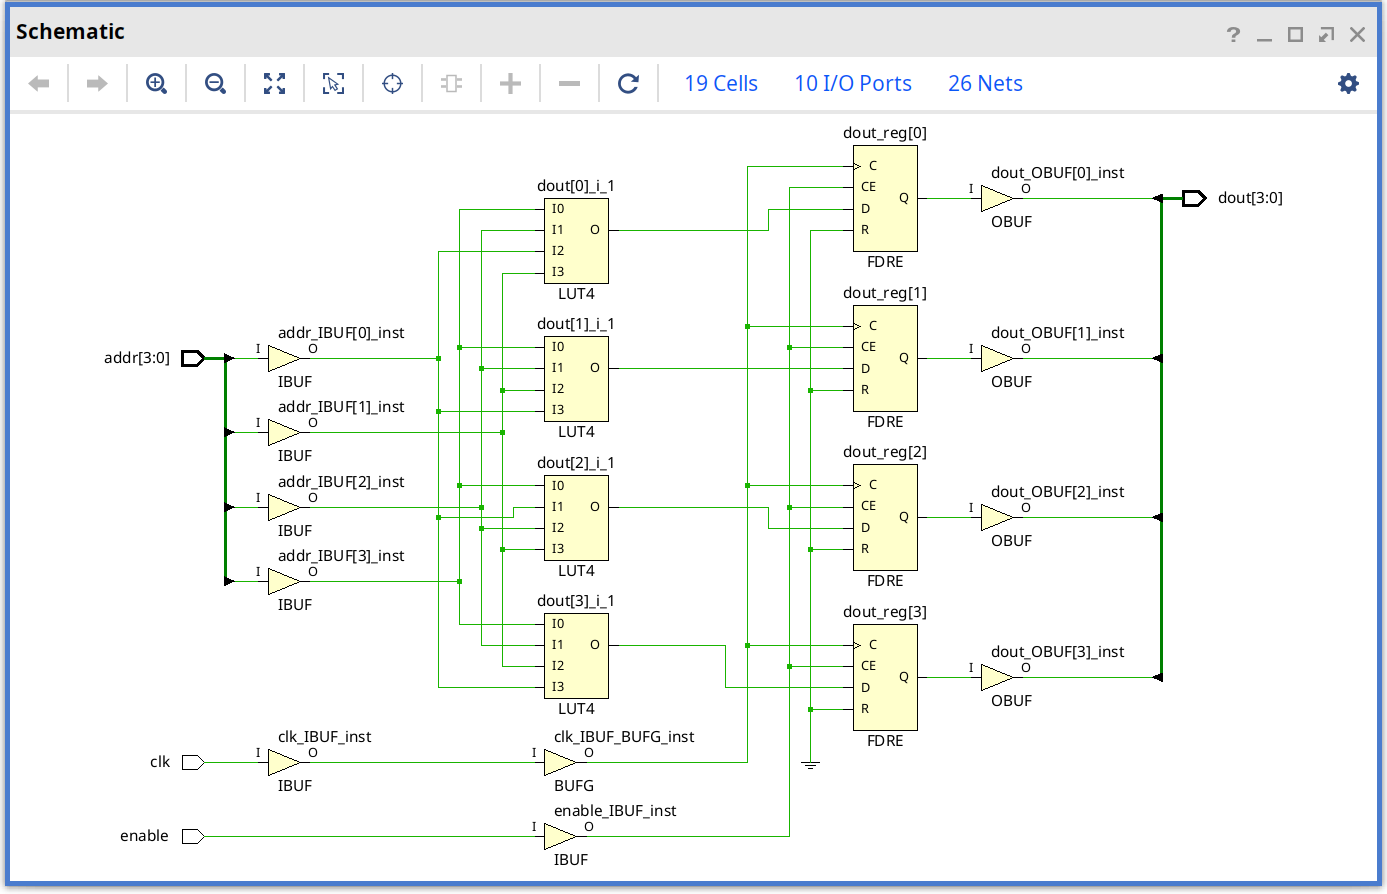 Schematic
?
19 Cells 10 I/O Ports 26 Nets
dout_reg[0]
C
CE
D
R
Q
FDRE
dout_OBUF[0]_inst
I O
OBUF
dout[3:0]
dout[0]_i_1
I0
I1
I2
I3
O
LUT4
dout_reg[1]
C
CE
D
R
Q
FDRE
dout_OBUF[1]_inst
I O
OBUF
dout[1]_i_1
I0
I1
I2
I3
O
LUT4
addr[3:0]
addr_IBUF[0]_inst
I O
IBUF
addr_IBUF[1]_inst
I O
IBUF
addr_IBUF[2]_inst
I O
IBUF
addr_IBUF[3]_inst
I O
IBUF
dout[2]_i_1
I0
I1
I2
I3
O
LUT4
dout_reg[2]
C
CE
D
R
Q
FDRE
dout_OBUF[2]_inst
I O
OBUF
dout[3]_i_1
I0
I1
I2
I3
O
LUT4
dout_reg[3]
C
CE
D
R
Q
FDRE
dout_OBUF[3]_inst
I O
OBUF
clk
clk_IBUF_inst
I O
IBUF
clk_IBUF_BUFG_inst
I O
BUFG
enable
enable_IBUF_inst
I O
IBUF